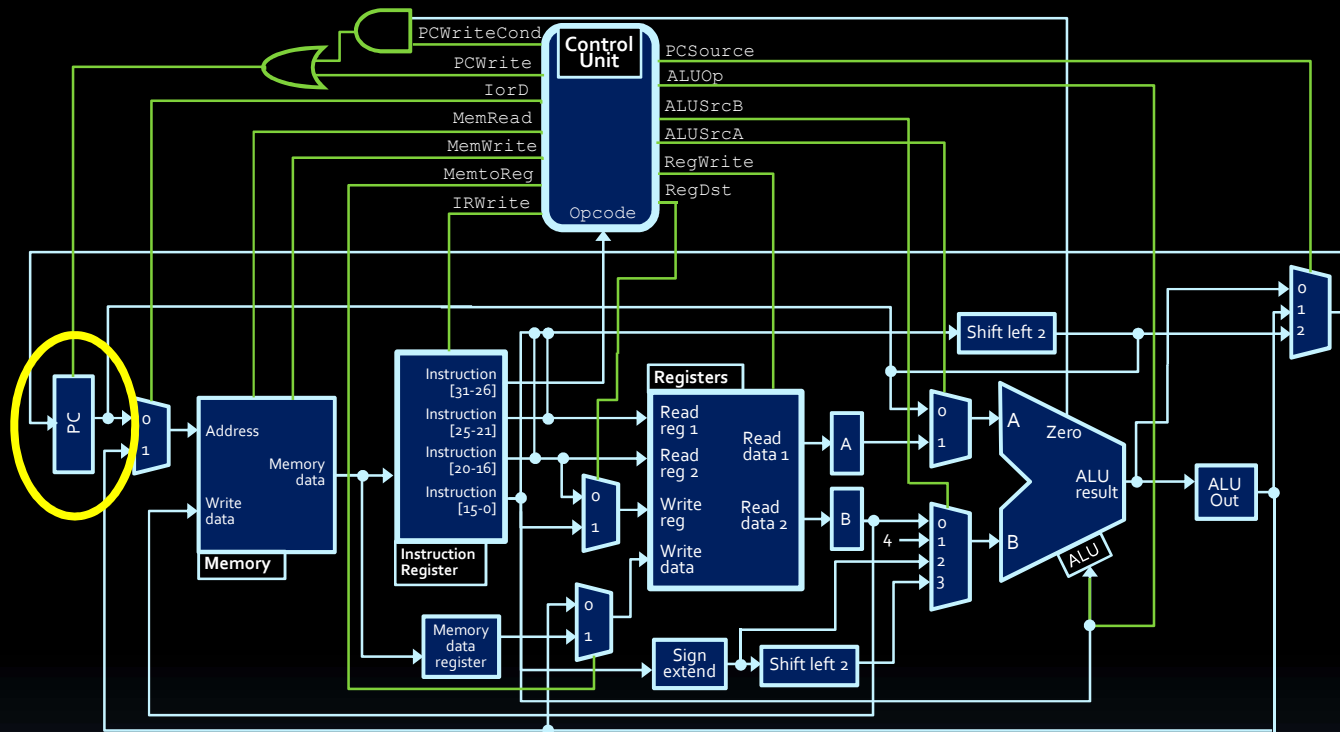 PCWriteCond
PCWrite
IorD
MemRead
MemWrite
MemtoReg
IRWrite
Control
Unit
Opcode
PCSource
ALUOp
ALUSrcB
ALUSrcA
RegWrite
RegDst
PC
0
1
Address
Memory
data
Write
data
Memory
Instruction
[31-26]
Instruction
[25-21]
Instruction
[20-16]
Instruction
[15-0]
Instruction
Register
Memory
data
register
0
1
0
1
Registers
Read
reg 1
Read
reg 2
Write
reg
Write
data
Read
data 1
Read
data 2
Sign
extend
Shift left 2
A
B
0
1
4
0
1
2
3
Shift left 2
A
B
Zero
ALU
result
ALU
ALU
Out
0
1
2